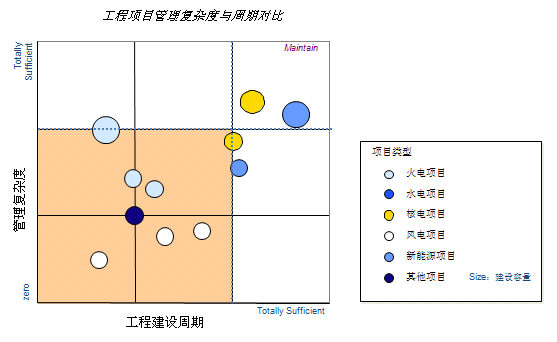 工程项目管理复杂度与周期对比
Totally
Sufficient
Maintain
管理复杂度
zero
Totally Sufficient
工程建设周期
项目类型
火电项目
水电项目
核电项目
风电项目
新能源项目
其他项目 Size：建设容量